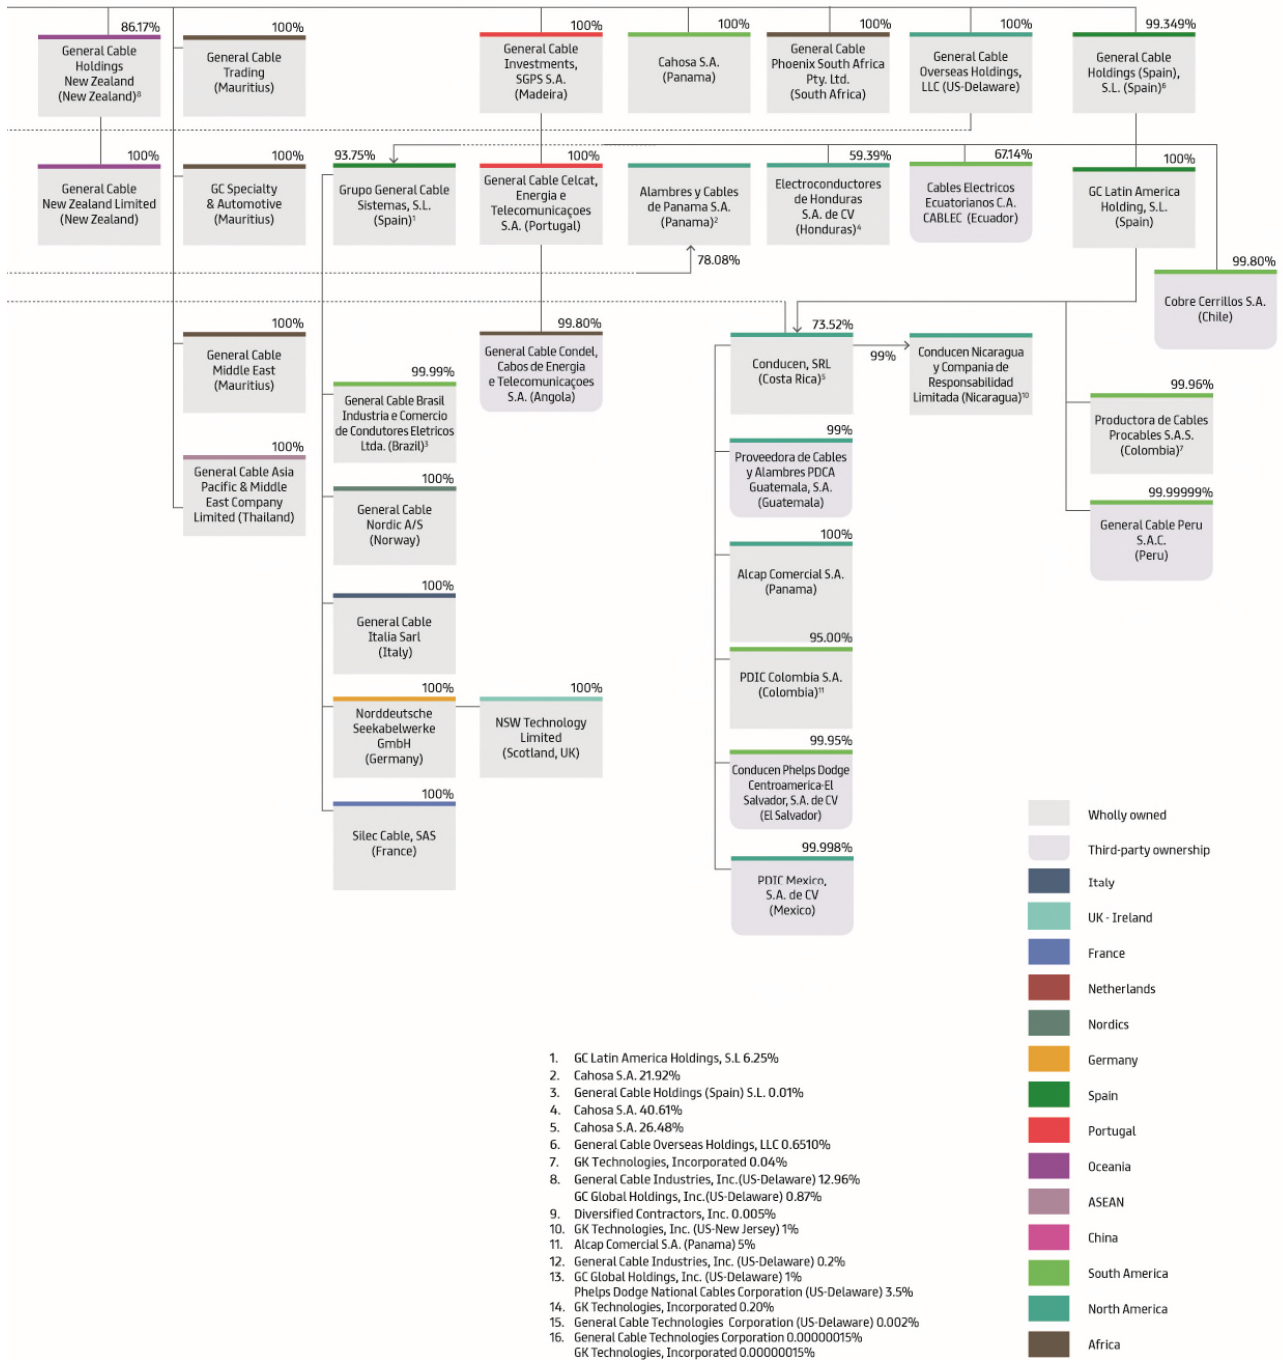 86.17%
General Cable
Holdings
New Zealand
(New Zealand)⁸
100%
General Cable
Trading
(Mauritius)
100%
General Cable
Investments,
SGPS S.A.
(Madeira)
100%
Cahosa S.A.
(Panama)
100%
General Cable
Phoenix South Africa
Pty. Ltd.
(South Africa)
100%
General Cable
Overseas Holdings,
LLC (US-Delaware)
99.349%
General Cable
Holdings (Spain),
S.L. (Spain)⁶
100%
General Cable
New Zealand Limited
(New Zealand)
100%
GC Specialty
& Automotive
(Mauritius)
93.75%
Grupo General Cable
Sistemas, S.L.
(Spain)¹
100%
General Cable Celcat,
Energia e
Telecomunicaçoes
S.A. (Portugal)
Alambres y Cables
de Panama S.A.
(Panama)²
78.08%
59.39%
Electroconductores
de Honduras
S.A. de CV
(Honduras)⁴
67.14%
Cables Electricos
Ecuatorianos C.A.
CABLEC (Ecuador)
100%
GC Latin America
Holding, S.L.
(Spain)
99.80%
Cobre Cerrillos S.A.
(Chile)
100%
General Cable
Middle East
(Mauritius)
99.99%
General Cable Brasil
Industria e Comercio
de Condutores Eletricos
Ltda. (Brazil)³
99.80%
General Cable Condel,
Cabos de Energia
e Telecomunicaçoes
S.A. (Angola)
73.52%
Conducen, SRL
(Costa Rica)⁵
99%
Conducen Nicaragua
y Compania de
Responsabilidad
Limitada (Nicaragua)¹⁰
99.96%
Productora de Cables
Procables S.A.S.
(Colombia)⁷
100%
General Cable Asia
Pacific & Middle
East Company
Limited (Thailand)
100%
General Cable
Nordic A/S
(Norway)
99%
Proveedora de Cables
y Alambres PDCA
Guatemala, S.A.
(Guatemala)
99.99999%
General Cable Peru
S.A.C.
(Peru)
100%
General Cable
Italia Sarl
(Italy)
100%
Alcap Comercial S.A.
(Panama)
95.00%
PDIC Colombia S.A.
(Colombia)¹¹
100%
Norddeutsche
Seekabelwerke
GmbH
(Germany)
100%
NSW Technology
Limited
(Scotland, UK)
99.95%
Conducen Phelps Dodge
Centroamerica-El
Salvador, S.A. de CV
(El Salvador)
100%
Silec Cable, SAS
(France)
99.998%
PDIC Mexico,
S.A. de CV
(Mexico)
Wholly owned
Third-party ownership
Italy
UK - Ireland
France
Netherlands
Nordics
Germany
Spain
Portugal
Oceania
ASEAN
China
South America
North America
Africa
1. GC Latin America Holdings, S.L 6.25%
2. Cahosa S.A. 21.92%
3. General Cable Holdings (Spain) S.L. 0.01%
4. Cahosa S.A. 40.61%
5. Cahosa S.A. 26.48%
6. General Cable Overseas Holdings, LLC 0.6510%
7. GK Technologies, Incorporated 0.04%
8. General Cable Industries, Inc.(US-Delaware) 12.96%
GC Global Holdings, Inc.(US-Delaware) 0.87%
9. Diversified Contractors, Inc. 0.005%
10. GK Technologies, Inc. (US-New Jersey) 1%
11. Alcap Comercial S.A. (Panama) 5%
12. General Cable Industries, Inc. (US-Delaware) 0.2%
13. GC Global Holdings, Inc. (US-Delaware) 1%
Phelps Dodge National Cables Corporation (US-Delaware) 3.5%
14. GK Technologies, Incorporated 0.20%
15. General Cable Technologies Corporation (US-Delaware) 0.002%
16. General Cable Technologies Corporation 0.00000015%
GK Technologies, Incorporated 0.00000015%